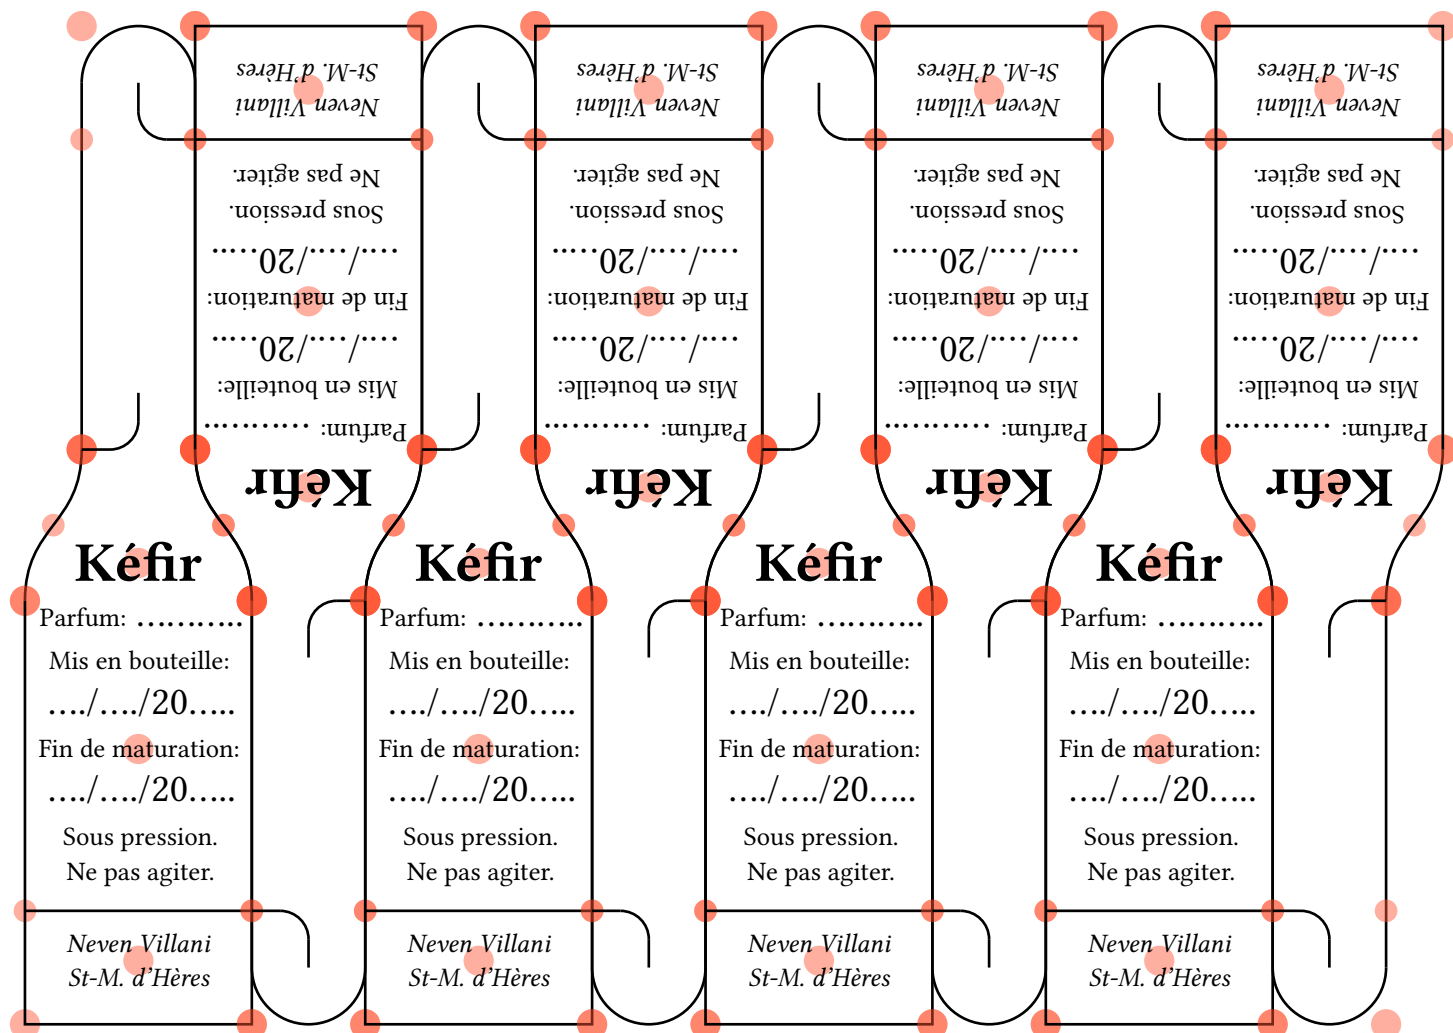 Neven Villani
St-M. d'Hères
Neven Villani
St-M. d'Hères
Neven Villani
St-M. d'Hères
Neven Villani
St-M. d'Hères
Kéfir
Parfum: ………..
Mis en bouteille:
…./…./20…..
Fin de maturation:
…./…./20…..
Sous pression.
Ne pas agiter.
Kéfir
Parfum: ………..
Mis en bouteille:
…./…./20…..
Fin de maturation:
…./…./20…..
Sous pression.
Ne pas agiter.
Kéfir
Parfum: ………..
Mis en bouteille:
…./…./20…..
Fin de maturation:
…./…./20…..
Sous pression.
Ne pas agiter.
Kéfir
Parfum: ………..
Mis en bouteille:
…./…./20…..
Fin de maturation:
…./…./20…..
Sous pression.
Ne pas agiter.
Kéfir
Parfum: ………..
Mis en bouteille:
…./…./20…..
Fin de maturation:
…./…./20…..
Sous pression.
Ne pas agiter.
Neven Villani
St-M. d’Hères
Kéfir
Parfum: ………..
Mis en bouteille:
…./…./20…..
Fin de maturation:
…./…./20…..
Sous pression.
Ne pas agiter.
Neven Villani
St-M. d’Hères
Kéfir
Parfum: ………..
Mis en bouteille:
…./…./20…..
Fin de maturation:
…./…./20…..
Sous pression.
Ne pas agiter.
Neven Villani
St-M. d’Hères
Kéfir
Parfum: ………..
Mis en bouteille:
…./…./20…..
Fin de maturation:
…./…./20…..
Sous pression.
Ne pas agiter.
Neven Villani
St-M. d’Hères